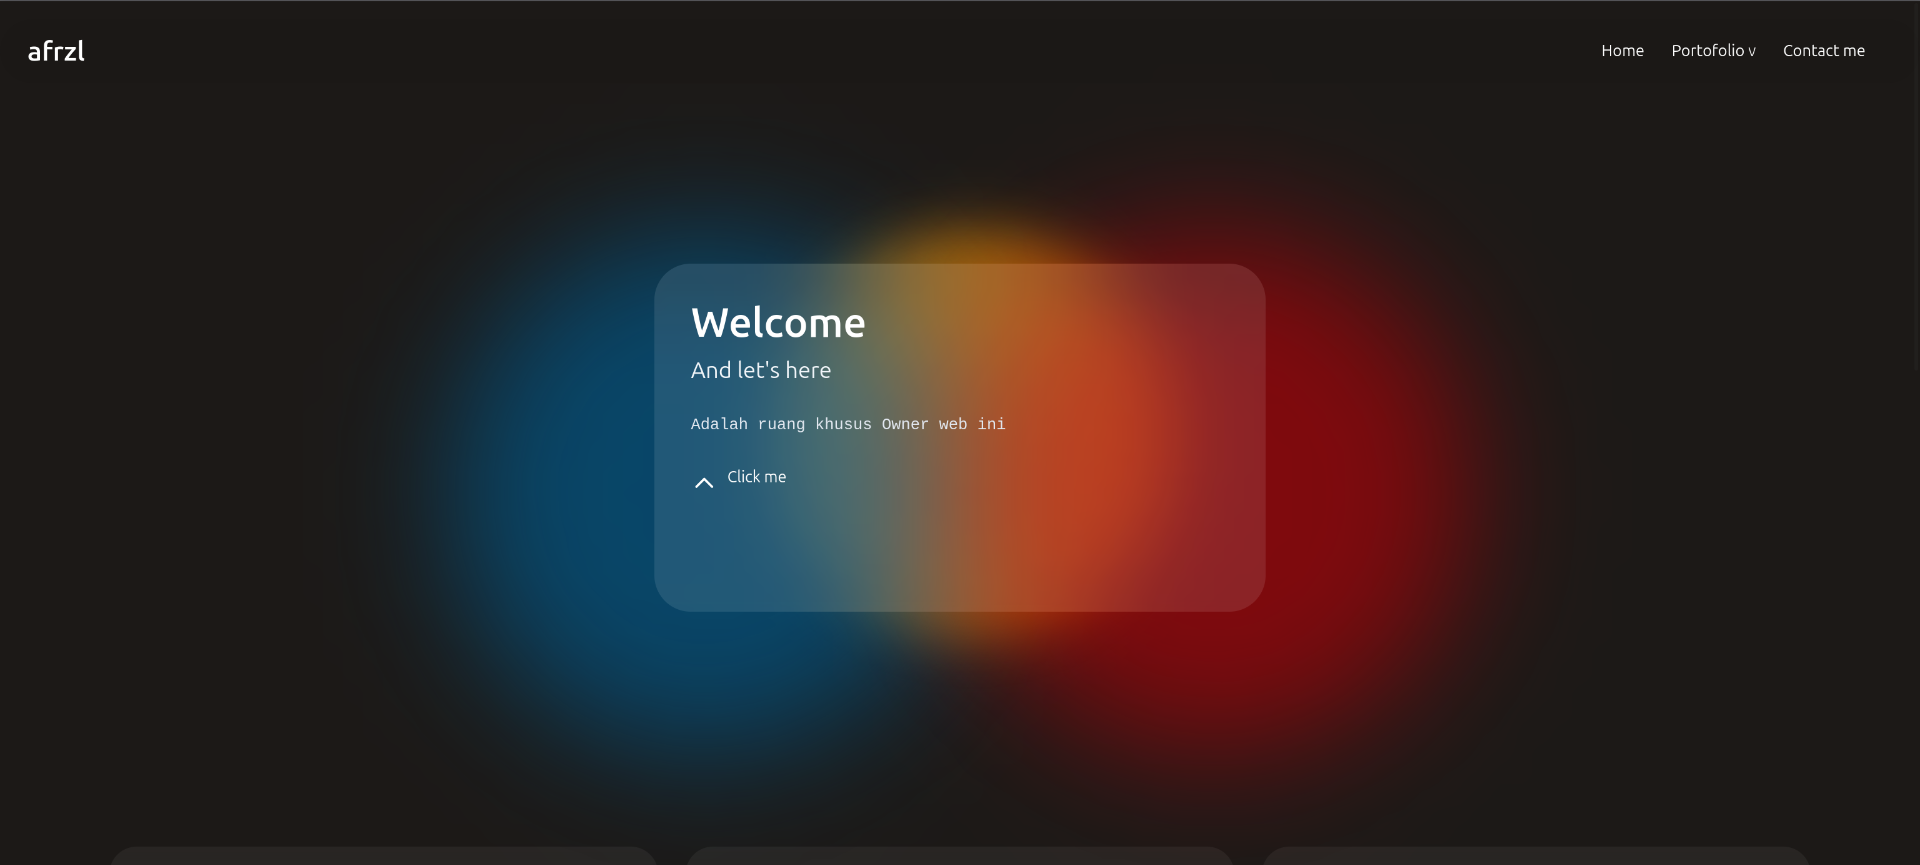 afrzl
Home Portofolio v Contact me
Welcome
And let's here
Adalah ruang khusus Owner web ini
Click me